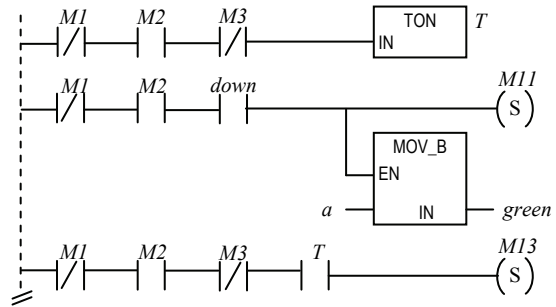 M1 M2 M3 TON T
IN
M1 M2 down M11
S
MOV_B
EN
a IN green
M1 M2 M3 T M13
S